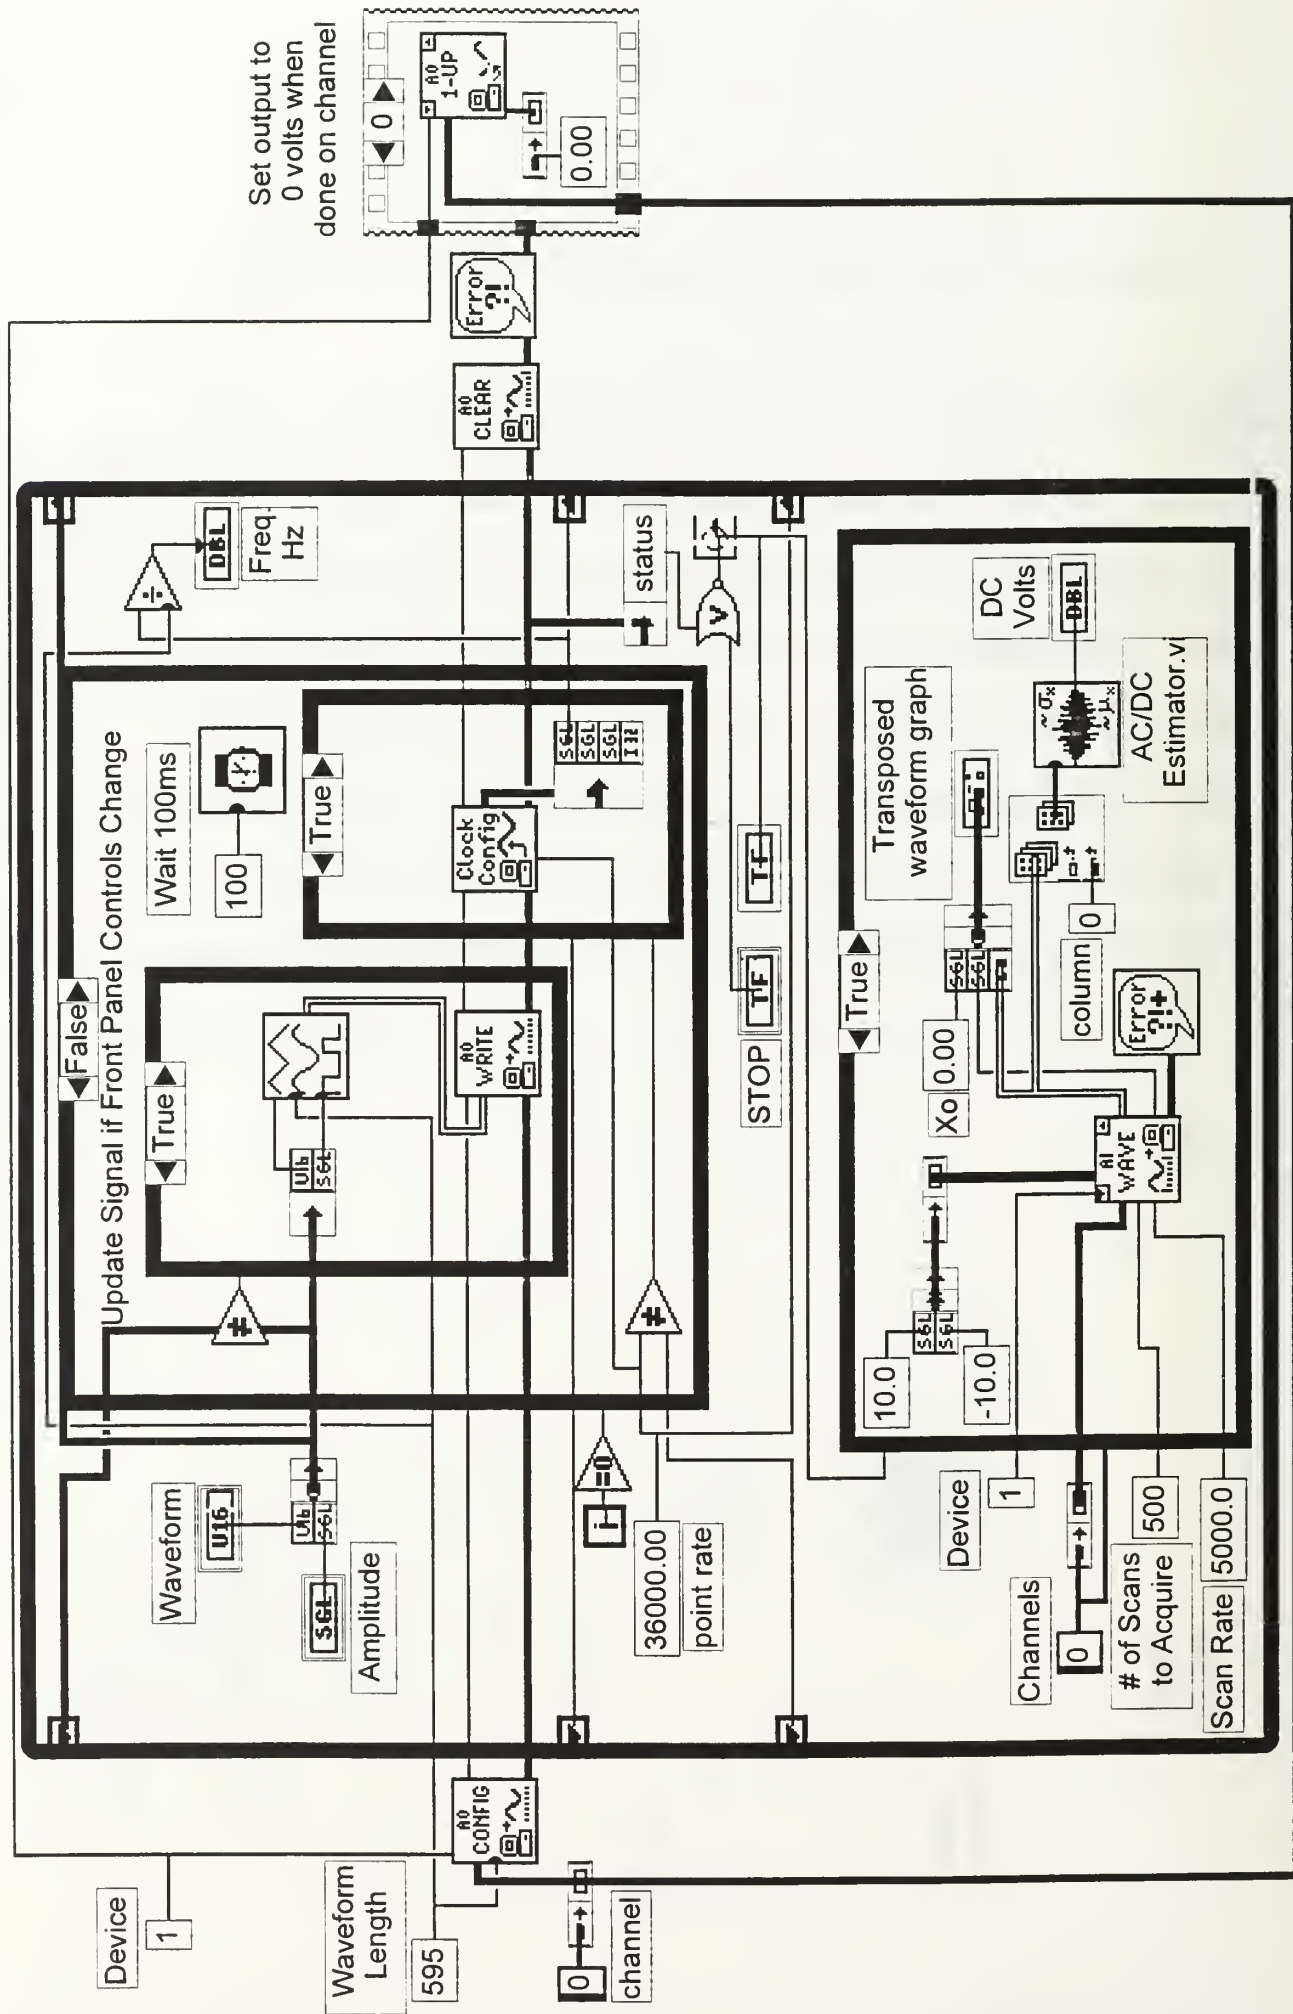 Device
1
Waveform
Length
595
0
channel
AO
CONFIG
Waveform
U16
U16
SGL
SGL
Amplitude
36000.00
point rate
i
=0
False
Update Signal if Front Panel Controls Change
True
U16
SGL
AO
WRITE
Wait 100ms
100
True
Clock
Config
SGL
SGL
SGL
I32
÷
DBL
Freq.
Hz
status
STOP
TF
TF
AO
CLEAR
Error
?!
Set output to
0 volts when
done on channel
0
AO
1-UP
0.00
Device
1
Channels
0
# of Scans
to Acquire
500
Scan Rate
5000.0
True
10.0
-10.0
SGL
SGL
AI
WAVE
Xo
0.00
SGL
SGL
Error
?!+
column
0
Transposed
waveform graph
DC
Volts
DBL
AC/DC
Estimator.vi